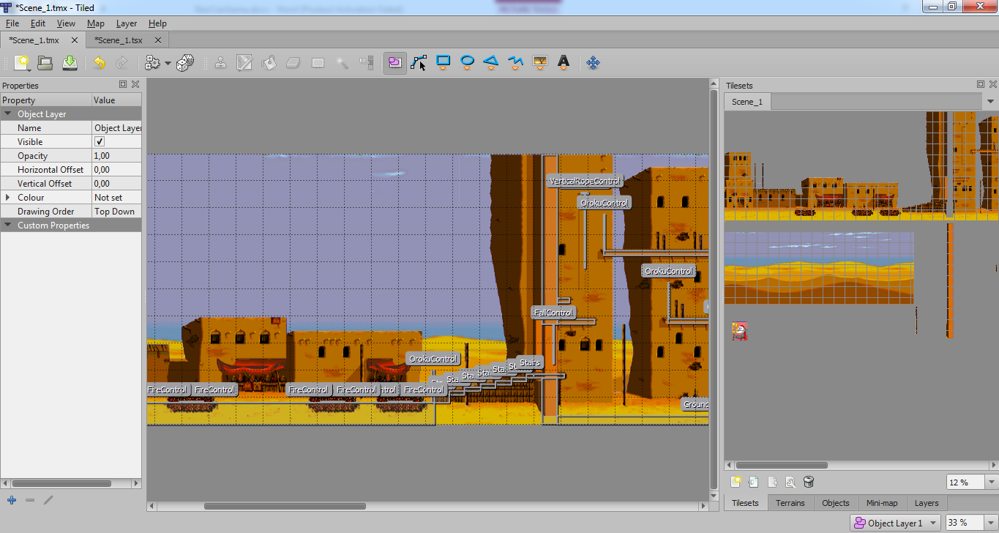 *Scene_1.tmx - Tiled
File Edit View Map Layer Help
*Scene_1.tmx
*Scene_1.tsx
Properties
Property Value
Object Layer
Name Object Layer
Visible
Opacity 1,00
Horizontal Offset 0,00
Vertical Offset 0,00
Colour Not set
Drawing Order Top Down
Custom Properties
VerticalRopeControl
OrokuControl
OrokuControl
FallControl
OrokuControl
Sta
Sta
Sta
Sta
St
Stairs
FireControl
FireControl
FireControl
FireControl
FireControl
Ground
Tilesets
Scene_1
12 %
Tilesets Terrains Objects Mini-map Layers
Object Layer 1
33 %